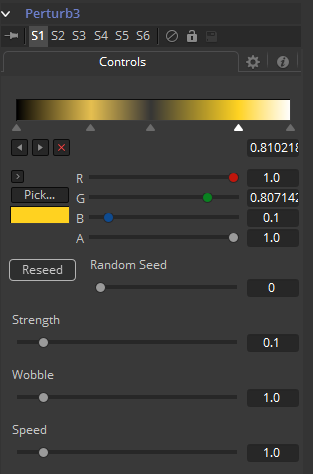 Perturb3
S1 S2 S3 S4 S5 S6
Controls
0.810218
R 1.0
Pick... G 0.807142
B 0.1
A 1.0
Reseed Random Seed
0
Strength
0.1
Wobble
1.0
Speed
1.0